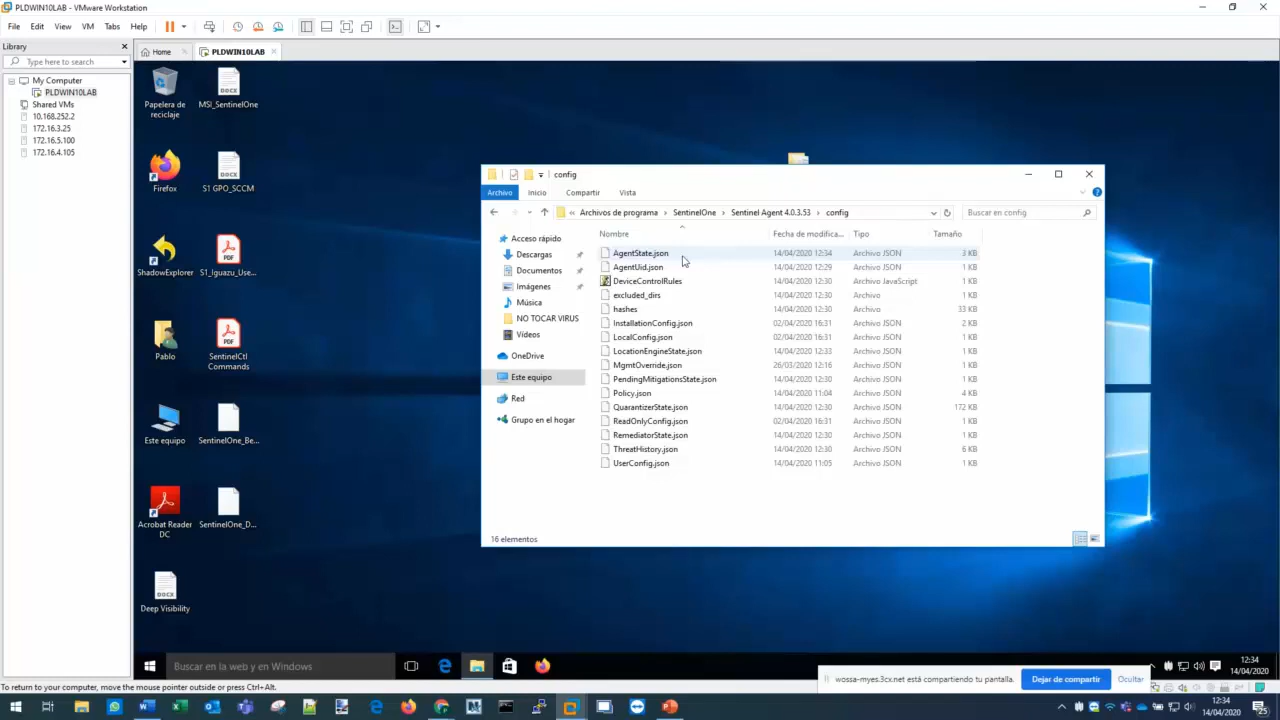 PLDWIN10LAB - VMware Workstation
File Edit View VM Tabs Help
Library
Type here to search
My Computer
PLDWIN10LAB
Shared VMs
10.168.252.2
172.16.3.25
172.16.5.100
172.16.4.105
Home
PLDWIN10LAB
Papelera de
reciclaje
DOCX
MSI_SentinelOne
Firefox
DOCX
S1 GPO_SCCM
ShadowExplorer
PDF
S1_Iguazu_Use...
Pablo
PDF
SentinelCtl
Commands
Este equipo
SentinelOne_Be...
Acrobat Reader
DC
SentinelOne_D...
DOCX
Deep Visibility
config
Archivo Inicio Compartir Vista
« Archivos de programa > SentinelOne > Sentinel Agent 4.0.3.53 > config
Buscar en config
Acceso rápido
Descargas
Documentos
Imágenes
Música
NO TOCAR VIRUS
Vídeos
OneDrive
Este equipo
Red
Grupo en el hogar
Nombre Fecha de modifica... Tipo Tamaño
AgentState.json 14/04/2020 12:34 Archivo JSON 3 KB
AgentUid.json 14/04/2020 12:29 Archivo JSON 1 KB
DeviceControlRules 14/04/2020 12:30 Archivo JavaScript 1 KB
excluded_dirs 14/04/2020 12:30 Archivo 1 KB
hashes 14/04/2020 12:30 Archivo 33 KB
InstallationConfig.json 02/04/2020 16:31 Archivo JSON 2 KB
LocalConfig.json 02/04/2020 16:31 Archivo JSON 1 KB
LocationEngineState.json 14/04/2020 12:33 Archivo JSON 1 KB
MgmtOverride.json 26/03/2020 12:16 Archivo JSON 1 KB
PendingMitigationsState.json 14/04/2020 12:30 Archivo JSON 1 KB
Policy.json 14/04/2020 11:04 Archivo JSON 4 KB
QuarantizerState.json 14/04/2020 12:30 Archivo JSON 172 KB
ReadOnlyConfig.json 02/04/2020 16:31 Archivo JSON 1 KB
RemediatorState.json 14/04/2020 12:30 Archivo JSON 1 KB
ThreatHistory.json 14/04/2020 12:30 Archivo JSON 6 KB
UserConfig.json 14/04/2020 11:05 Archivo JSON 1 KB
16 elementos
Buscar en la web y en Windows
12:34
14/04/2020
wossa-myes.3cx.net está compartiendo tu pantalla.
Dejar de compartir
Ocultar
To return to your computer, move the mouse pointer outside or press Ctrl+Alt.
12:34
14/04/2020
25